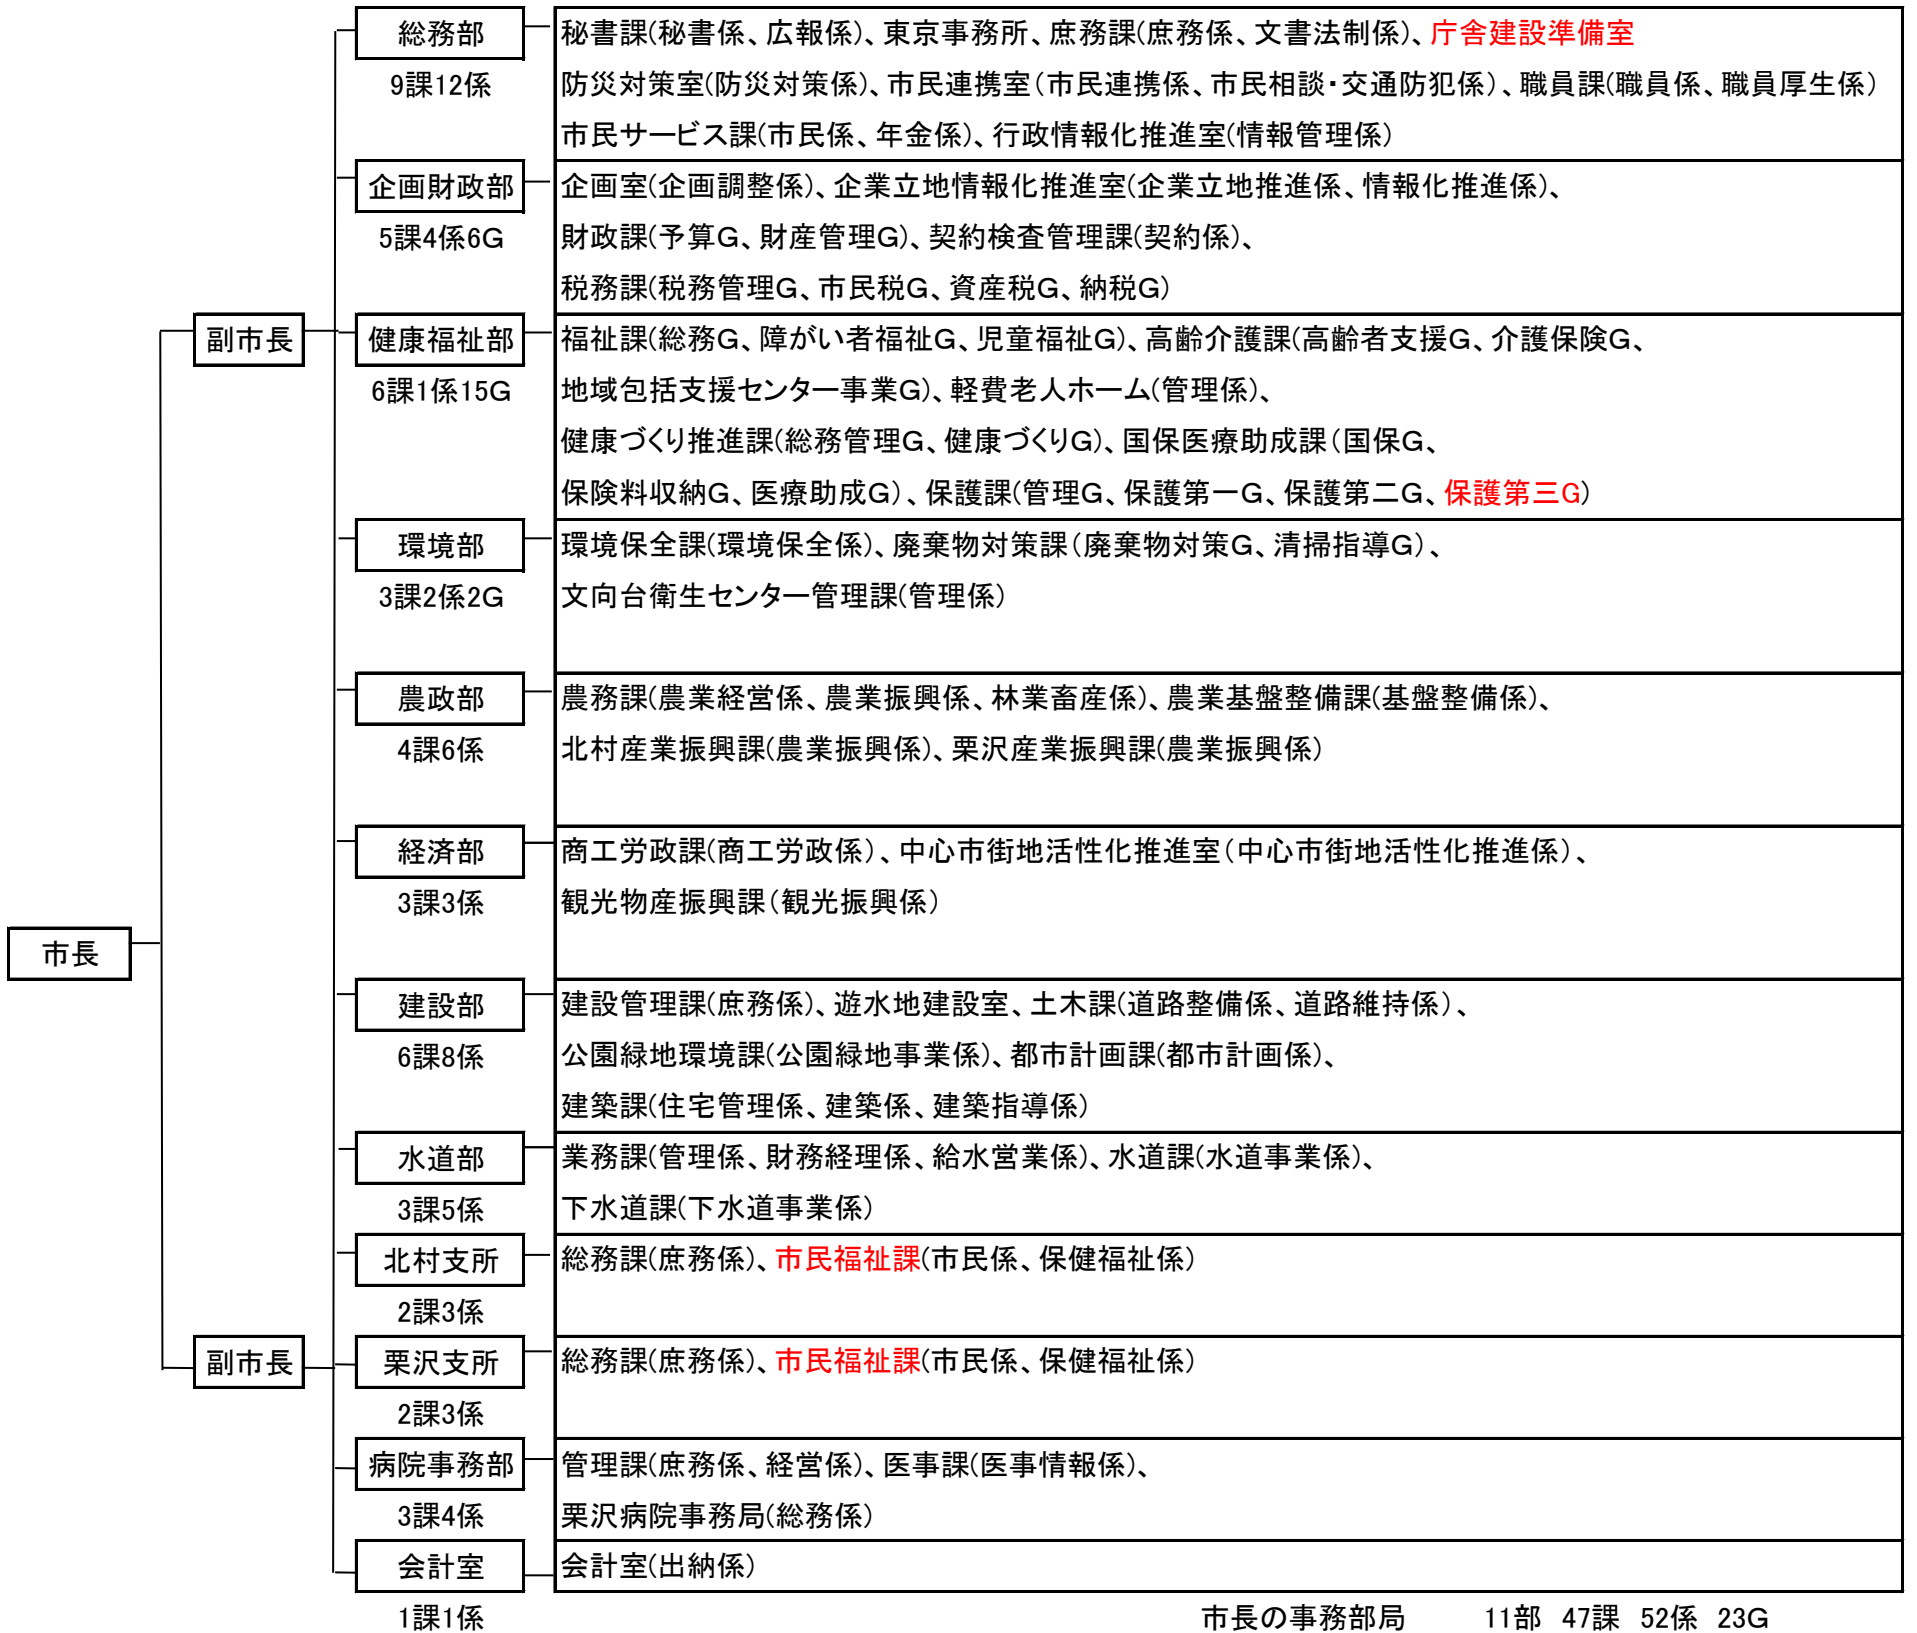 総務部 秘書課(秘書係、広報係)、東京事務所、庶務課(庶務係、文書法制係)、庁舎建設準備室
9課12係 防災対策室(防災対策係)、市民連携室(市民連携係、市民相談・交通防犯係)、職員課(職員係、職員厚生係)
市民サービス課(市民係、年金係)、行政情報化推進室(情報管理係)
企画財政部 企画室(企画調整係)、企業立地情報化推進室(企業立地推進係、情報化推進係)、
5課4係6G 財政課(予算G、財産管理G)、契約検査管理課(契約係)、
税務課(税務管理G、市民税G、資産税G、納税G)
副市長 健康福祉部 福祉課(総務G、障がい者福祉G、児童福祉G)、高齢介護課(高齢者支援G、介護保険G、
6課1係15G 地域包括支援センター事業G)、軽費老人ホーム(管理係)、
健康づくり推進課(総務管理G、健康づくりG)、国保医療助成課(国保G、
保険料収納G、医療助成G)、保護課(管理G、保護第一G、保護第二G、保護第三G)
環境部 環境保全課(環境保全係)、廃棄物対策課(廃棄物対策G、清掃指導G)、
3課2係2G 文向台衛生センター管理課(管理係)
農政部 農務課(農業経営係、農業振興係、林業畜産係)、農業基盤整備課(基盤整備係)、
4課6係 北村産業振興課(農業振興係)、栗沢産業振興課(農業振興係)
経済部 商工労政課(商工労政係)、中心市街地活性化推進室(中心市街地活性化推進係)、
3課3係 観光物産振興課(観光振興係)
市長
建設部 建設管理課(庶務係)、遊水地建設室、土木課(道路整備係、道路維持係)、
6課8係 公園緑地環境課(公園緑地事業係)、都市計画課(都市計画係)、
建築課(住宅管理係、建築係、建築指導係)
水道部 業務課(管理係、財務経理係、給水営業係)、水道課(水道事業係)、
3課5係 下水道課(下水道事業係)
北村支所 総務課(庶務係)、市民福祉課(市民係、保健福祉係)
2課3係
副市長 栗沢支所 総務課(庶務係)、市民福祉課(市民係、保健福祉係)
2課3係
病院事務部 管理課(庶務係、経営係)、医事課(医事情報係)、
3課4係 栗沢病院事務局(総務係)
会計室 会計室(出納係)
1課1係 市長の事務部局 11部 47課 52係 23G